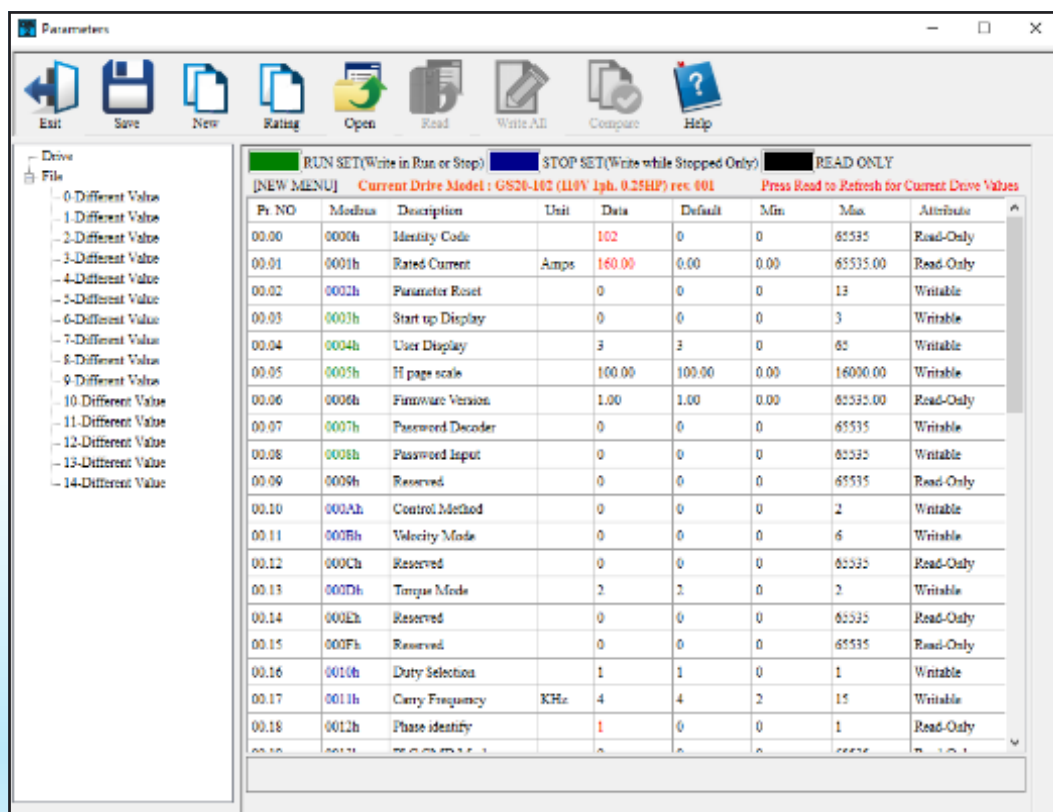 Parameters
Exit Save New Rating Open Read Write All Compare Help
Drive
File
0-Different Value
1-Different Value
2-Different Value
3-Different Value
4-Different Value
5-Different Value
6-Different Value
7-Different Value
8-Different Value
9-Different Value
10-Different Value
11-Different Value
12-Different Value
13-Different Value
14-Different Value
RUN SET(Write in Run or Stop) STOP SET(Write while Stopped Only) READ ONLY
[NEW MENU] Current Drive Model : GS20-102 (110V 1ph. 0.25HP) rev. 001 Press Read to Refresh for Current Drive Values
Pr. NO Modbus Description Unit Data Default Min Max Attribute
00.00 0000h Identity Code 102 0 0 65535 Read-Only
00.01 0001h Rated Current Amps 160.00 0.00 0.00 65535.00 Read-Only
00.02 0002h Parameter Reset 0 0 0 13 Writable
00.03 0003h Start up Display 0 0 0 3 Writable
00.04 0004h User Display 3 3 0 65 Writable
00.05 0005h H page scale 100.00 100.00 0.00 16000.00 Writable
00.06 0006h Firmware Version 1.00 1.00 0.00 65535.00 Read-Only
00.07 0007h Password Decoder 0 0 0 65535 Writable
00.08 0008h Password Input 0 0 0 65535 Writable
00.09 0009h Reserved 0 0 0 65535 Read-Only
00.10 000Ah Control Method 0 0 0 2 Writable
00.11 000Bh Velocity Mode 0 0 0 6 Writable
00.12 000Ch Reserved 0 0 0 65535 Read-Only
00.13 000Dh Torque Mode 2 2 0 2 Writable
00.14 000Eh Reserved 0 0 0 65535 Read-Only
00.15 000Fh Reserved 0 0 0 65535 Read-Only
00.16 0010h Duty Selection 1 1 0 1 Writable
00.17 0011h Carry Frequency KHz 4 4 2 15 Writable
00.18 0012h Phase identify 1 0 0 1 Read-Only